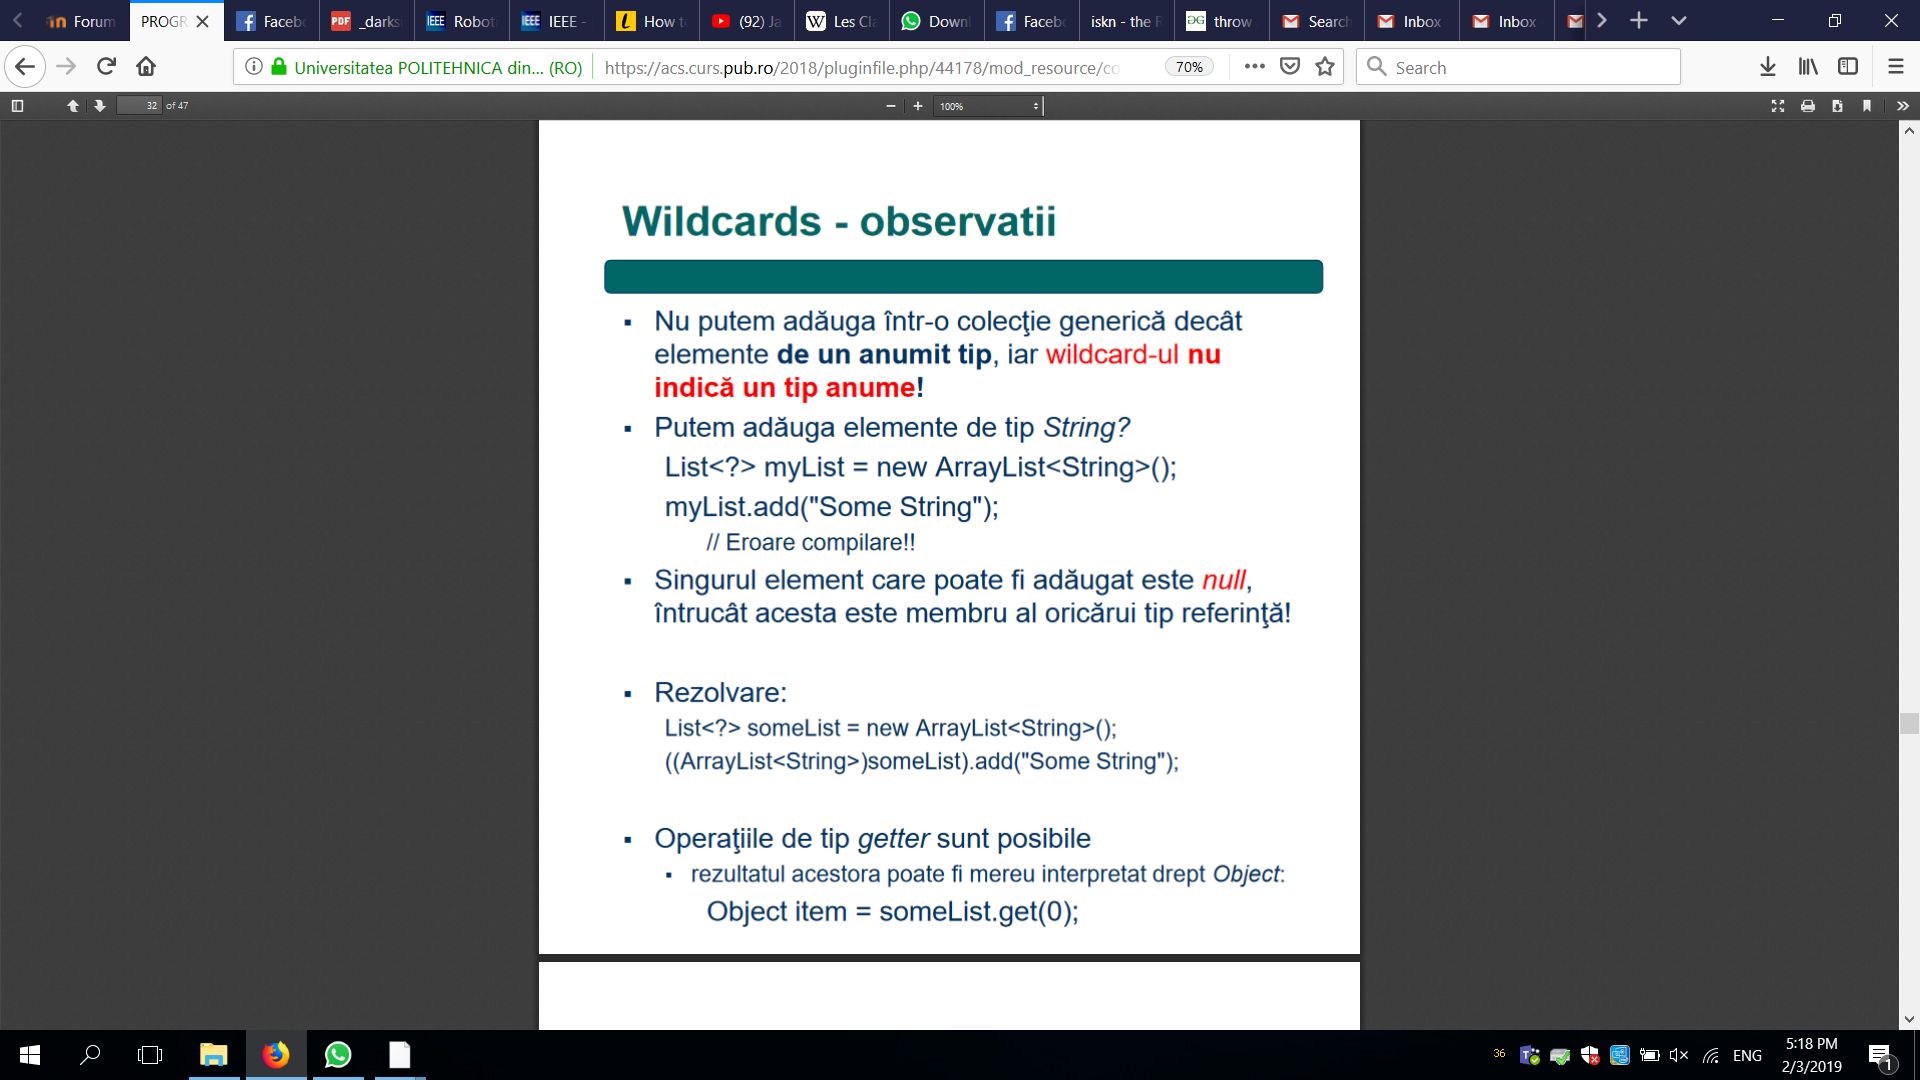 Forum
PROGR
Facebo
_darks
Roboti
IEEE -
How to
(92) Ja
Les Cla
Downl
Facebo
iskn - the R
throw
Search
Inbox
Inbox
Universitatea POLITEHNICA din... (RO)
https://acs.curs.pub.ro/2018/pluginfile.php/44178/mod_resource/co
70%
Search
32 of 47
100%
Wildcards - observatii
▪ Nu putem adăuga într-o colecţie generică decât
elemente de un anumit tip, iar wildcard-ul nu
indică un tip anume!
▪ Putem adăuga elemente de tip String?
List<?> myList = new ArrayList<String>();
myList.add("Some String");
// Eroare compilare!!
▪ Singurul element care poate fi adăugat este null,
întrucât acesta este membru al oricărui tip referinţă!
▪ Rezolvare:
List<?> someList = new ArrayList<String>();
((ArrayList<String>)someList).add("Some String");
▪ Operaţiile de tip getter sunt posibile
▪ rezultatul acestora poate fi mereu interpretat drept Object:
Object item = someList.get(0);
36
ENG
5:18 PM
2/3/2019
1